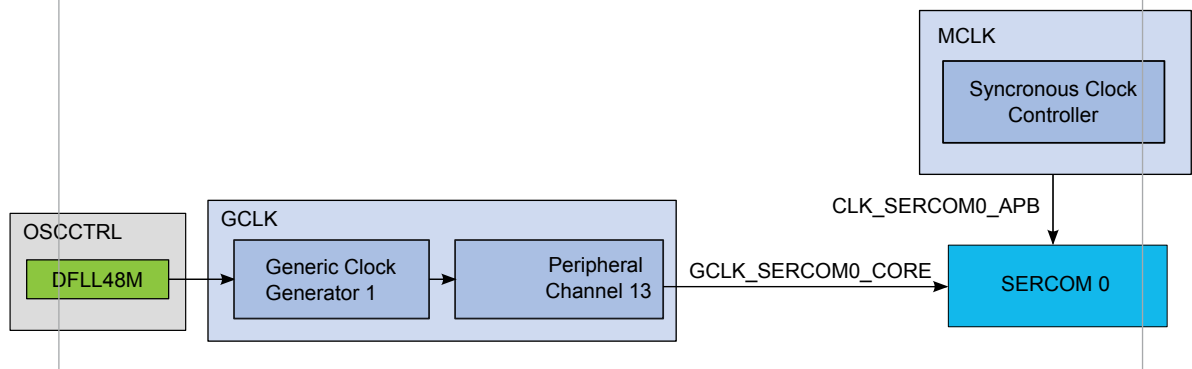 MCLK
Syncronous Clock
Controller
CLK_SERCOM0_APB
OSCCTRL
DFLL48M
GCLK
Generic Clock
Generator 1
Peripheral
Channel 13
GCLK_SERCOM0_CORE
SERCOM 0